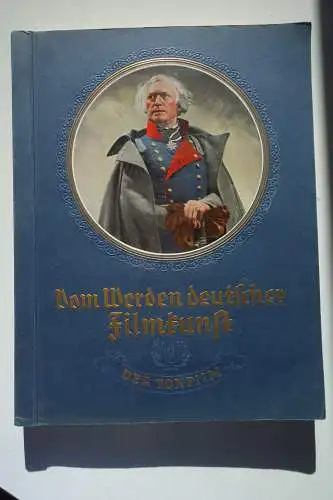 Vom Werden deutscher
Filmkunst
DER TONFILM